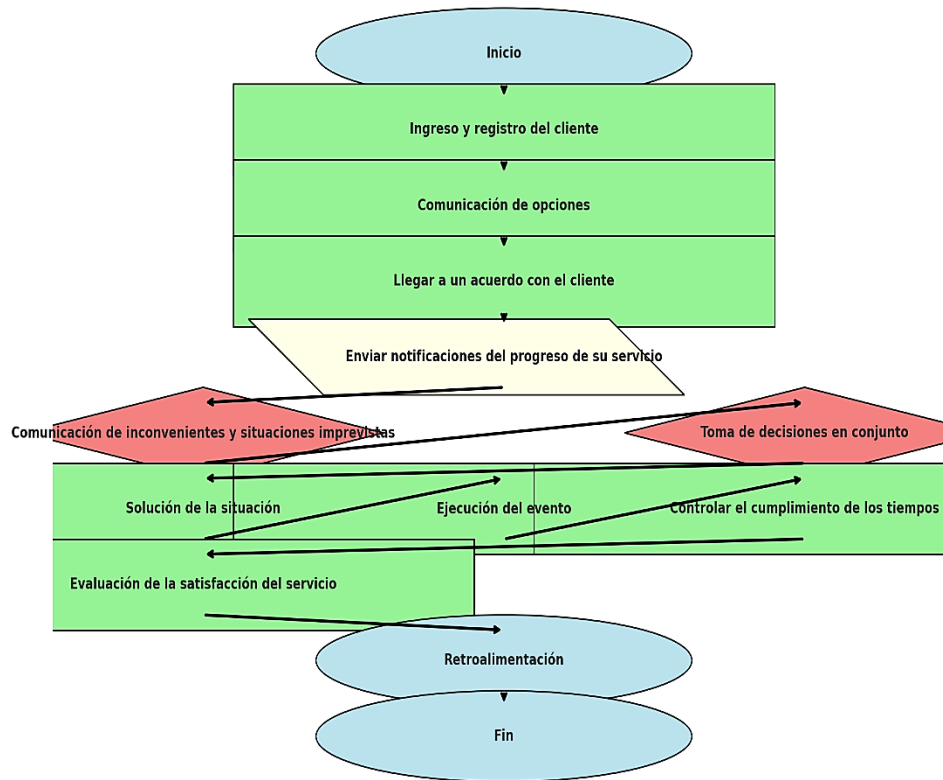 Inicio
Ingreso y registro del cliente
Comunicación de opciones
Llegar a un acuerdo con el cliente
Enviar notificaciones del progreso de su servicio
Comunicación de inconvenientes y situaciones imprevistas
Toma de decisiones en conjunto
Solución de la situación
Ejecución del evento
Controlar el cumplimiento de los tiempos
Evaluación de la satisfacción del servicio
Retroalimentación
Fin